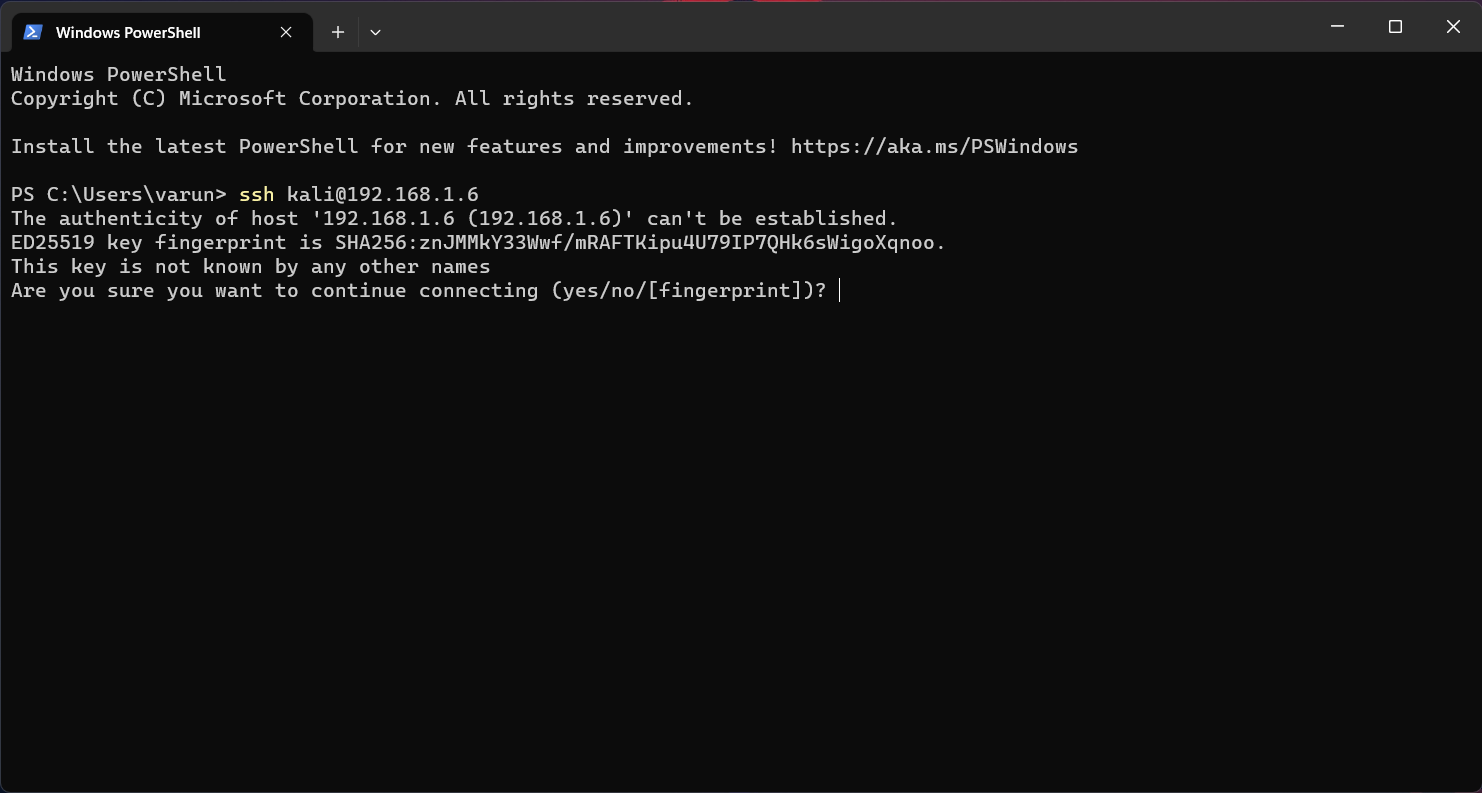 Windows PowerShell
Windows PowerShell
Copyright (C) Microsoft Corporation. All rights reserved.
Install the latest PowerShell for new features and improvements! https://aka.ms/PSWindows
PS C:\Users\varun> ssh kali@192.168.1.6
The authenticity of host '192.168.1.6 (192.168.1.6)' can't be established.
ED25519 key fingerprint is SHA256:znJMMkY33Wwf/mRAFTKipu4U79IP7QHk6sWigoXqnoo.
This key is not known by any other names
Are you sure you want to continue connecting (yes/no/[fingerprint])?